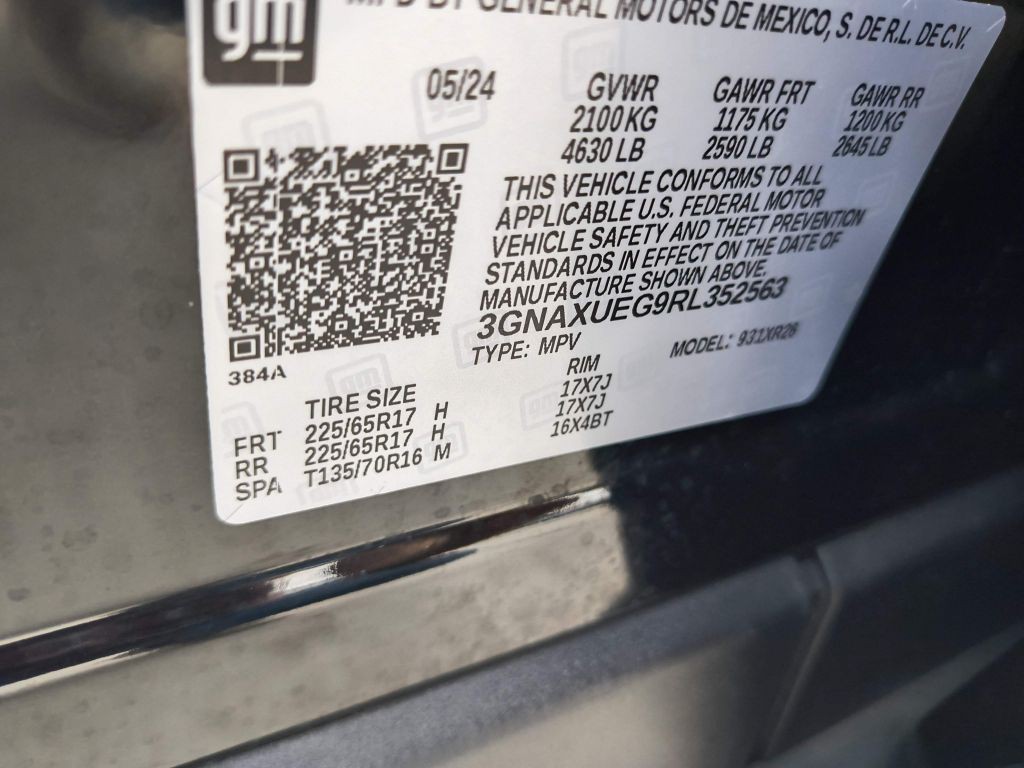 gm
MFD BY GENERAL MOTORS DE MEXICO, S. DE R.L. DE C.V.
05/24 GVWR GAWR FRT GAWR RR
2100 KG 1175 KG 1200 KG
4630 LB 2590 LB 2645 LB
THIS VEHICLE CONFORMS TO ALL
APPLICABLE U.S. FEDERAL MOTOR
VEHICLE SAFETY AND THEFT PREVENTION
STANDARDS IN EFFECT ON THE DATE OF
MANUFACTURE SHOWN ABOVE.
3GNAXUEG9RL352563
TYPE: MPV MODEL: 931XR26
384A
TIRE SIZE RIM
FRT 225/65R17 H 17X7J
RR 225/65R17 H 17X7J
SPA T135/70R16 M 16X4BT